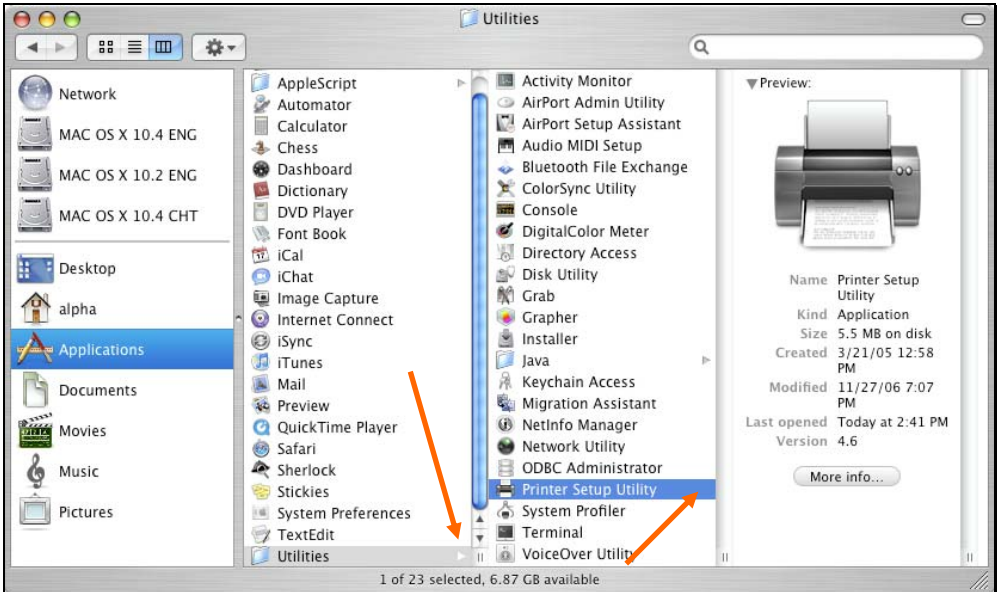 Utilities
Network
MAC OS X 10.4 ENG
MAC OS X 10.2 ENG
MAC OS X 10.4 CHT
Desktop
alpha
Applications
Documents
Movies
Music
Pictures
AppleScript
Automator
Calculator
Chess
Dashboard
Dictionary
DVD Player
Font Book
iCal
iChat
Image Capture
Internet Connect
iSync
iTunes
Mail
Preview
QuickTime Player
Safari
Sherlock
Stickies
System Preferences
TextEdit
Utilities
Activity Monitor
AirPort Admin Utility
AirPort Setup Assistant
Audio MIDI Setup
Bluetooth File Exchange
ColorSync Utility
Console
DigitalColor Meter
Directory Access
Disk Utility
Grab
Grapher
Installer
Java
Keychain Access
Migration Assistant
NetInfo Manager
Network Utility
ODBC Administrator
Printer Setup Utility
System Profiler
Terminal
VoiceOver Utility
Preview:
Name Printer Setup
Utility
Kind Application
Size 5.5 MB on disk
Created 3/21/05 12:58
PM
Modified 11/27/06 7:07
PM
Last opened Today at 2:41 PM
Version 4.6
More info...
1 of 23 selected, 6.87 GB available